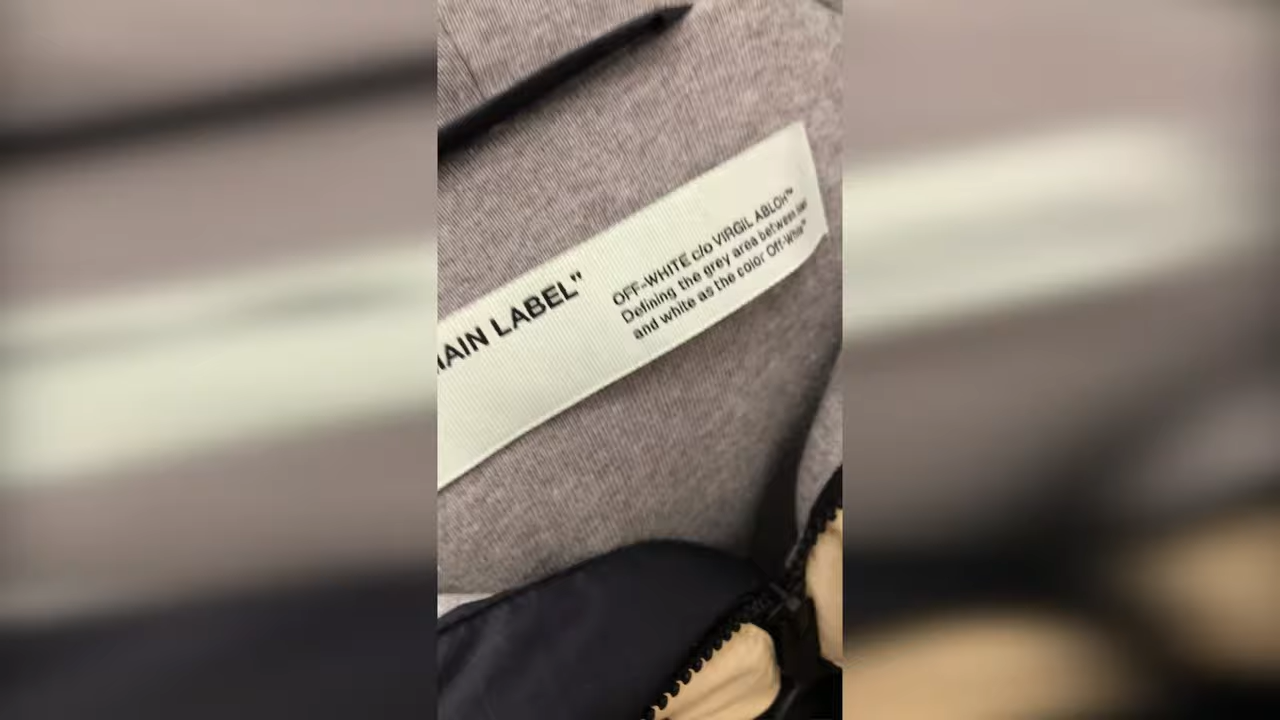 AIN LABEL"
OFF-WHITE c/o VIRGIL ABLOH™
Defining the grey area between
and white as the color Off-White™